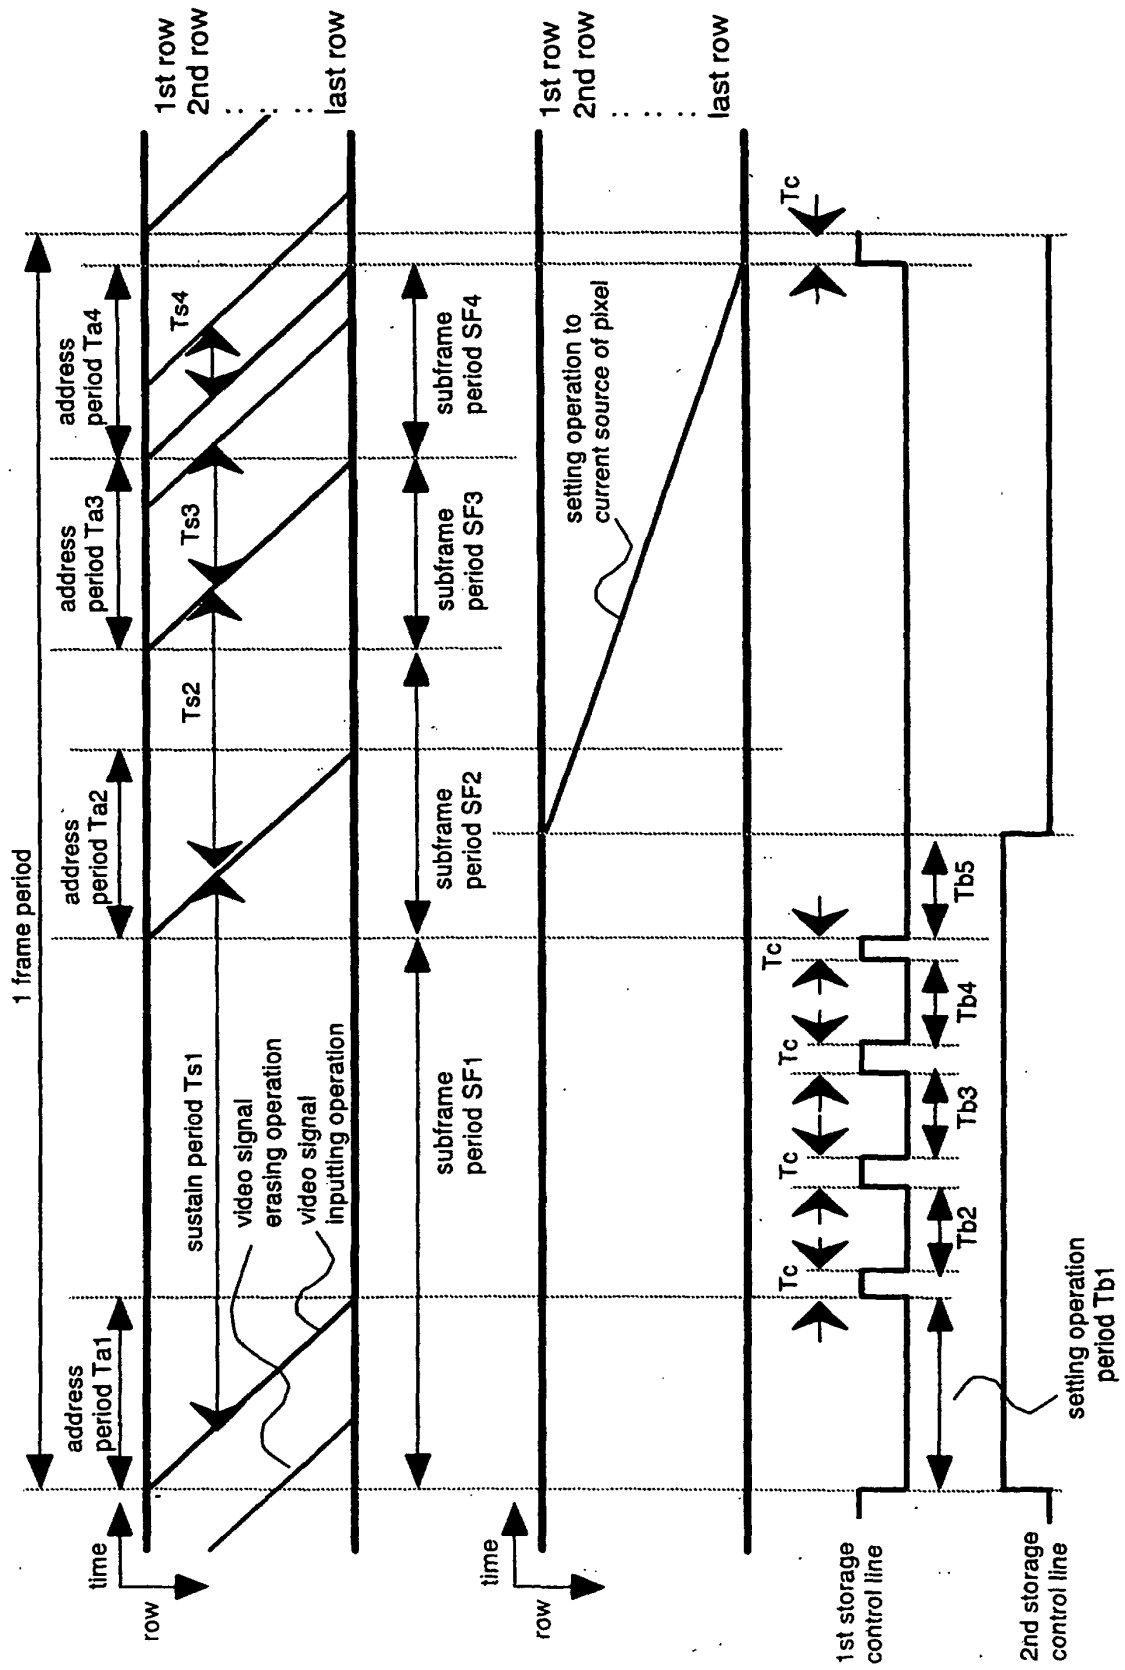 1 frame period
address
period Ta1
address
period Ta2
address
period Ta3
address
period Ta4
time
row
sustain period Ts1
Ts2
Ts3
Ts4
video signal
erasing operation
video signal
inputting operation
1st row
2nd row
last row
subframe
period SF1
subframe
period SF2
subframe
period SF3
subframe
period SF4
time
row
setting operation to
current source of pixel
1st row
2nd row
last row
1st storage
control line
Tc
Tc
Tc
Tc
Tc
Tb2
Tb3
Tb4
Tb5
setting operation
period Tb1
2nd storage
control line